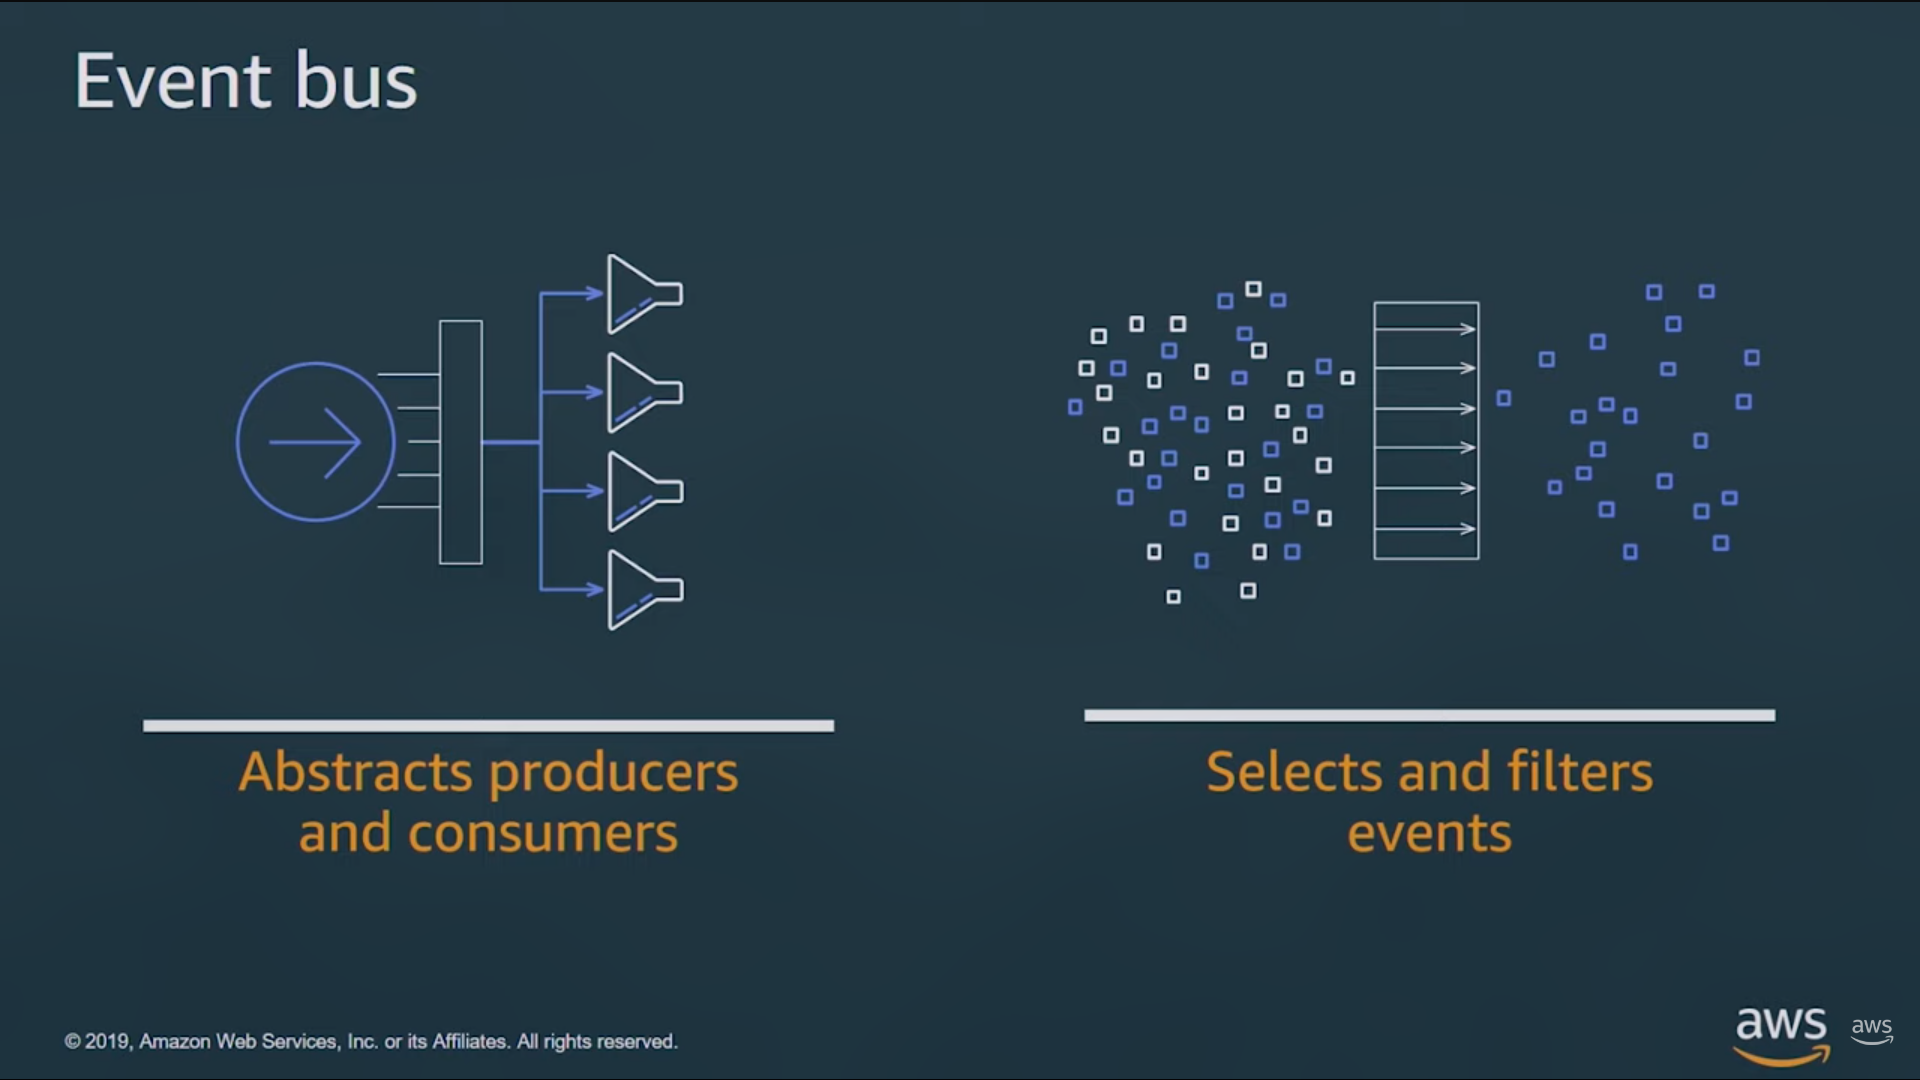 Event bus
Abstracts producers
and consumers
Selects and filters
events
© 2019, Amazon Web Services, Inc. or its Affiliates. All rights reserved.
aws
aws